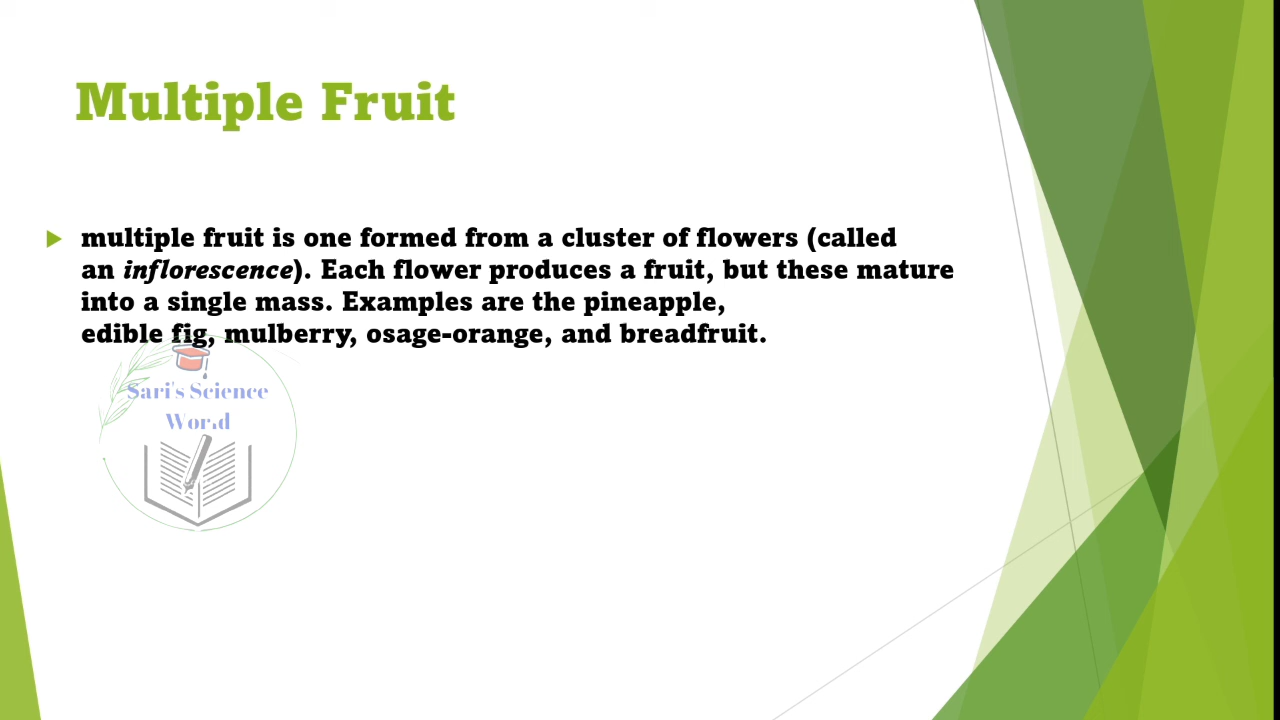 Multiple Fruit
multiple fruit is one formed from a cluster of flowers (called
an inflorescence). Each flower produces a fruit, but these mature
into a single mass. Examples are the pineapple,
edible fig, mulberry, osage-orange, and breadfruit.
Sari's Science
World